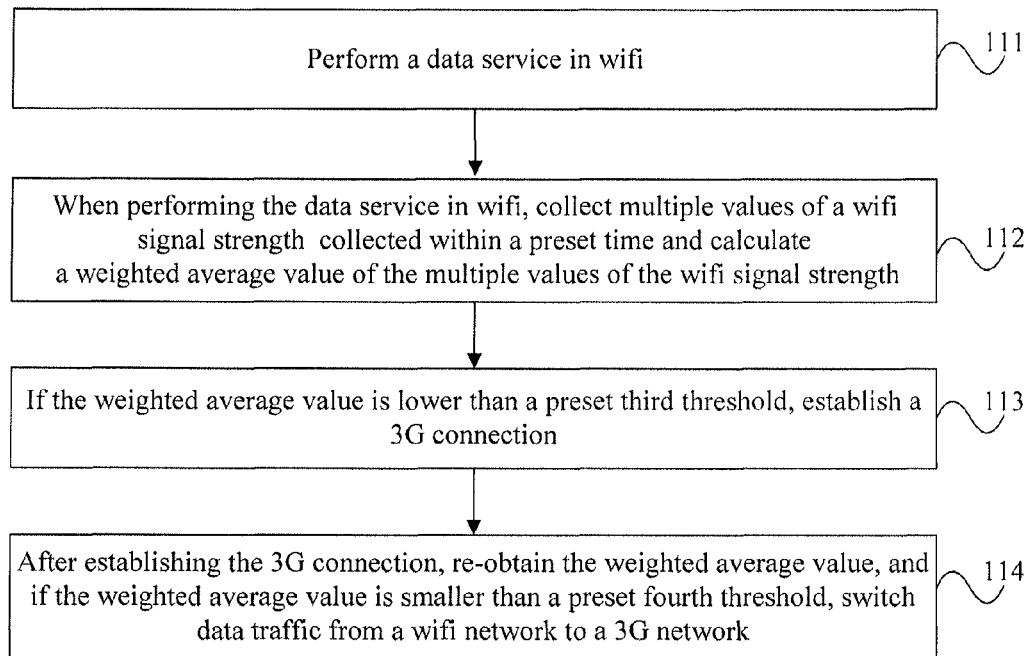 Perform a data service in wifi
111
When performing the data service in wifi, collect multiple values of a wifi
signal strength collected within a preset time and calculate
a weighted average value of the multiple values of the wifi signal strength
112
If the weighted average value is lower than a preset third threshold, establish a
3G connection
113
After establishing the 3G connection, re-obtain the weighted average value, and
if the weighted average value is smaller than a preset fourth threshold, switch
data traffic from a wifi network to a 3G network
114